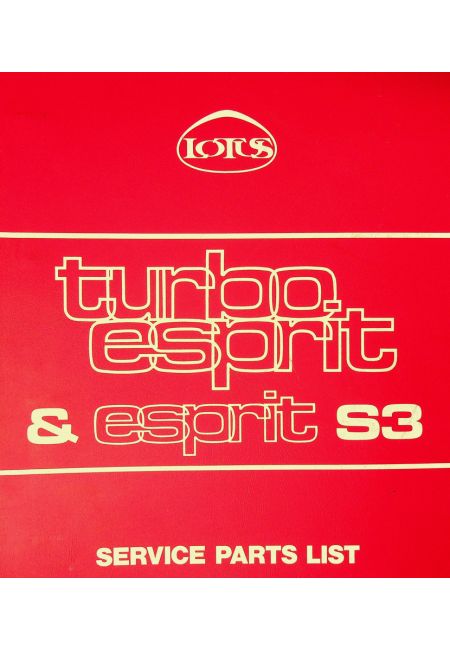 LOTUS
turbo
esprit
& esprit S3
SERVICE PARTS LIST